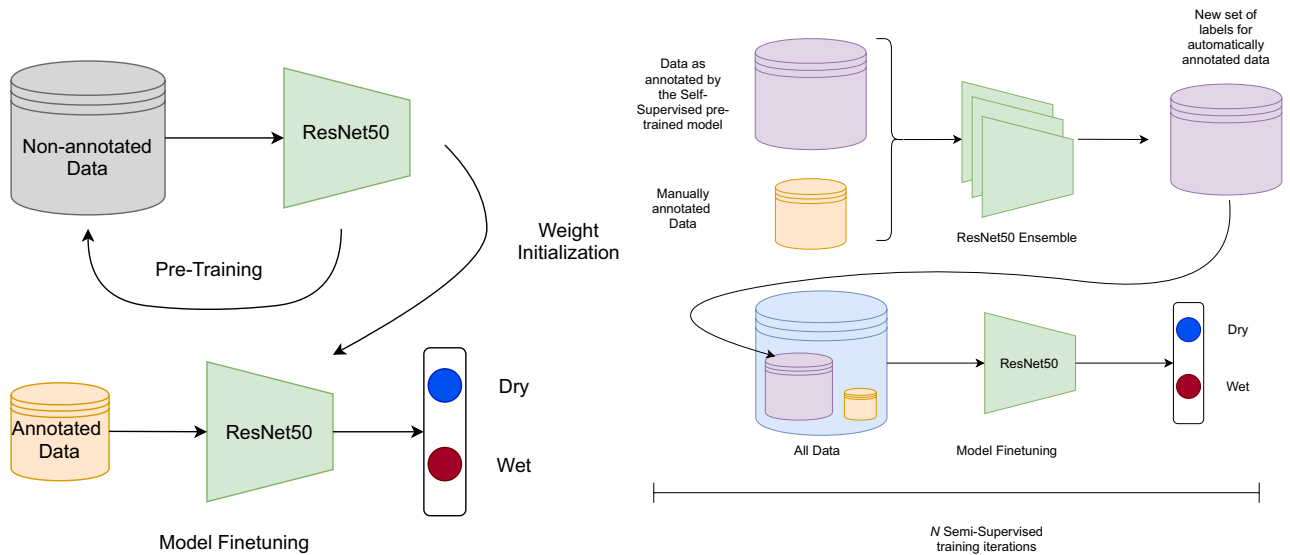 Non-annotated
Data
ResNet50
Pre-Training
Weight
Initialization
Annotated
Data
ResNet50
Dry
Wet
Model Finetuning
Data as
annotated by
the Self-
Supervised pre-
trained model
Manually
annotated
Data
ResNet50 Ensemble
New set of
labels for
automatically
annotated data
All Data
ResNet50
Model Finetuning
Dry
Wet
N Semi-Supervised
training iterations